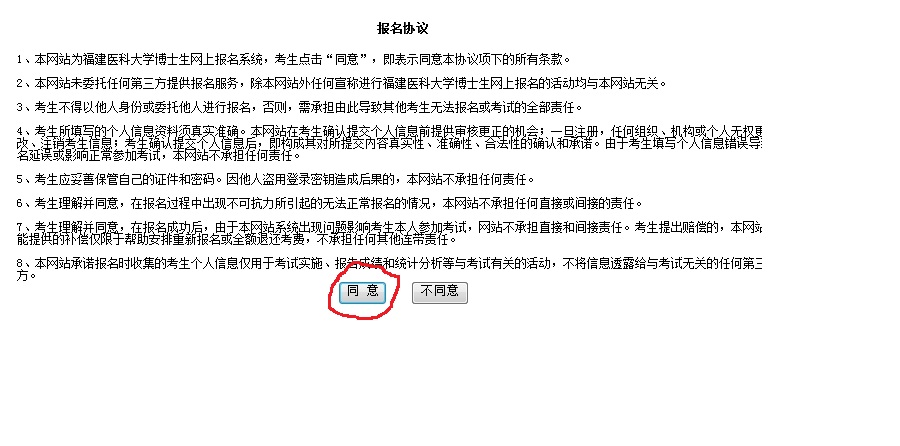 报名协议
1、本网站为福建医科大学博士生网上报名系统，考生点击“同意”，即表示同意本协议项下的所有条款。
2、本网站未委托任何第三方提供报名服务，除本网站外任何宣称进行福建医科大学博士生网上报名的活动均与本网站无关。
3、考生不得以他人身份或委托他人进行报名，否则，需承担由此导致其他考生无法报名或考试的全部责任。
4、考生所填写的个人信息资料须真实准确。本网站在考生确认提交个人信息前提供审核更正的机会；一旦注册，任何组织、机构或个人无权更
改、注销考生信息；考生确认提交个人信息后，即构成其对所提交内容真实性、准确性、合法性的确认和承诺。由于考生填写个人信息错误导
名延误或影响正常参加考试，本网站不承担任何责任。
5、考生应妥善保管自己的证件和密码。因他人盗用登录密钥造成后果的，本网站不承担任何责任。
6、考生理解并同意，在报名过程中出现不可抗力所引起的无法正常报名的情况，本网站不承担任何直接或间接的责任。
7、考生理解并同意，在报名成功后，由于本网站系统出现问题影响考生本人参加考试，网站不承担直接和间接责任。考生提出赔偿的，本网站
能提供的补偿仅限于帮助安排重新报名或全额退还考费，不承担任何其他连带责任。
8、本网站承诺报名时收集的考生个人信息仅用于考试实施、报名成绩和统计分析等与考试有关的活动，不将信息透露给与考试无关的任何第三
方。
同 意 不同意